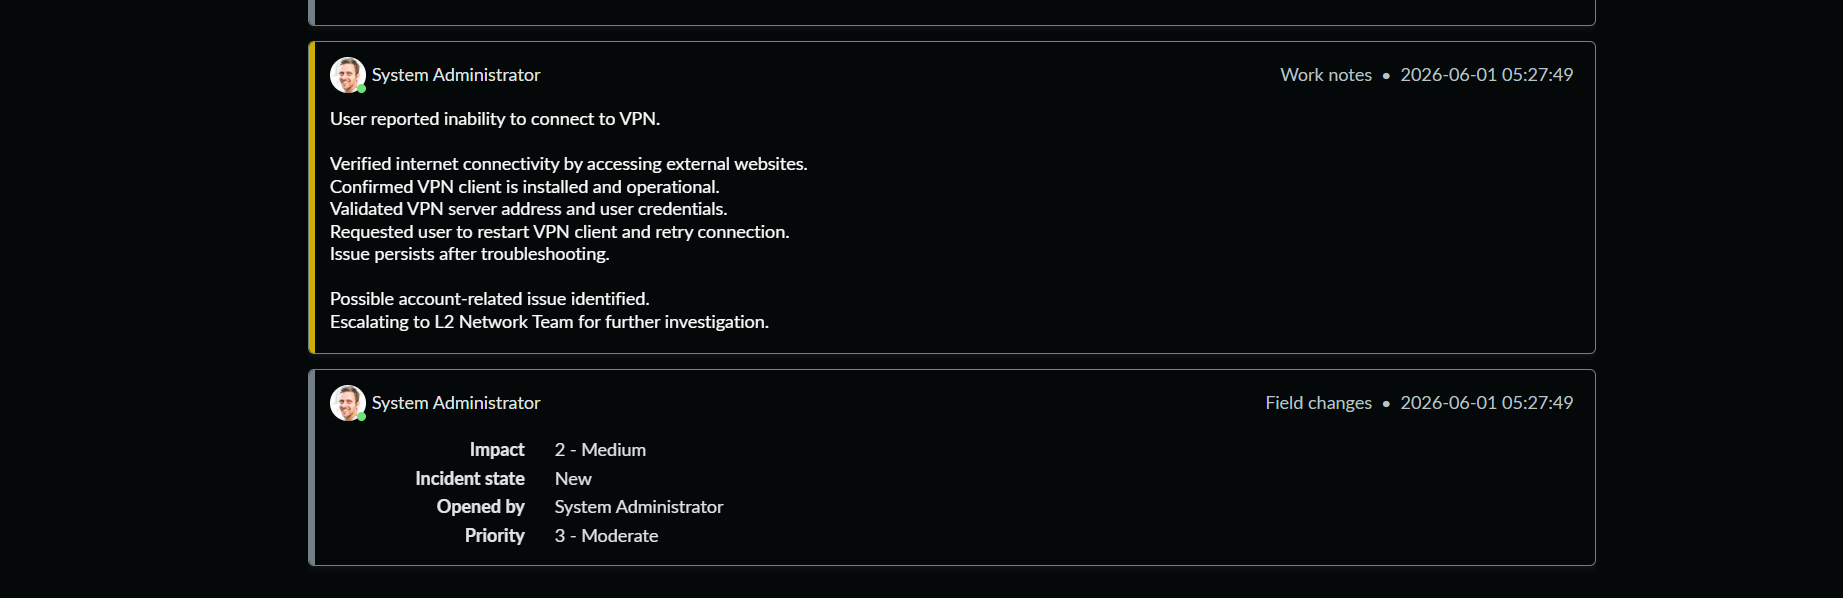 System Administrator
Work notes • 2026-06-01 05:27:49
User reported inability to connect to VPN.
Verified internet connectivity by accessing external websites.
Confirmed VPN client is installed and operational.
Validated VPN server address and user credentials.
Requested user to restart VPN client and retry connection.
Issue persists after troubleshooting.
Possible account-related issue identified.
Escalating to L2 Network Team for further investigation.
System Administrator
Field changes • 2026-06-01 05:27:49
Impact 2 - Medium
Incident state New
Opened by System Administrator
Priority 3 - Moderate